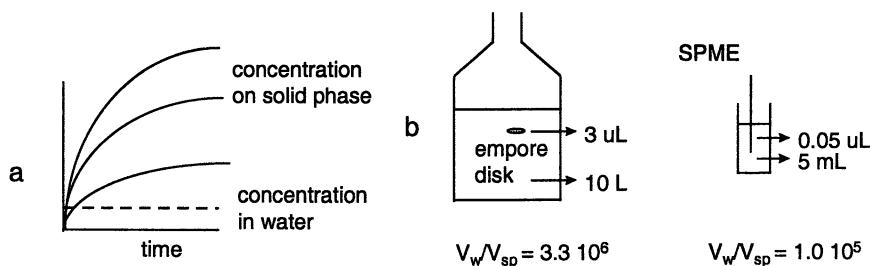 a
concentration
on solid phase
concentration
in water
time
b
empore
disk
3 uL
10 L
V_w/V_sp = 3.3 10^6
SPME
0.05 uL
5 mL
V_w/V_sp = 1.0 10^5